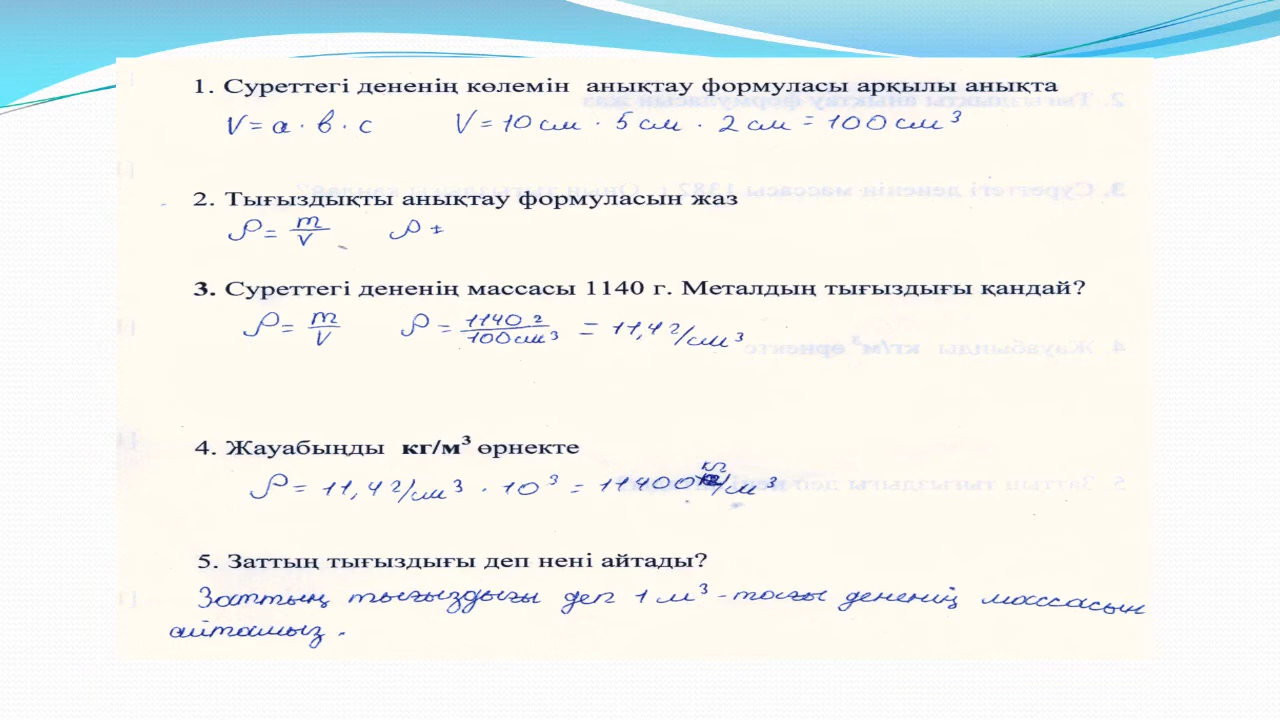 1. Суреттегі дененің көлемін анықтау формуласы арқылы анықта
V = a · b · c V = 10 см · 5 см · 2 см = 100 см³
2. Тығыздықты анықтау формуласын жаз
ρ = m/V ρ =
3. Суреттегі дененің массасы 1140 г. Металдың тығыздығы қандай?
ρ = m/V ρ = 1140 г/100 см³ = 11,4 г/см³
4. Жауабыңды кг/м³ өрнекте
ρ = 11,4 г/см³ · 10³ = 11400 кг/м³
5. Заттың тығыздығы деп нені айтады?
Заттың тығыздығы деп 1 м³-тағы дененің массасын
айтамыз.